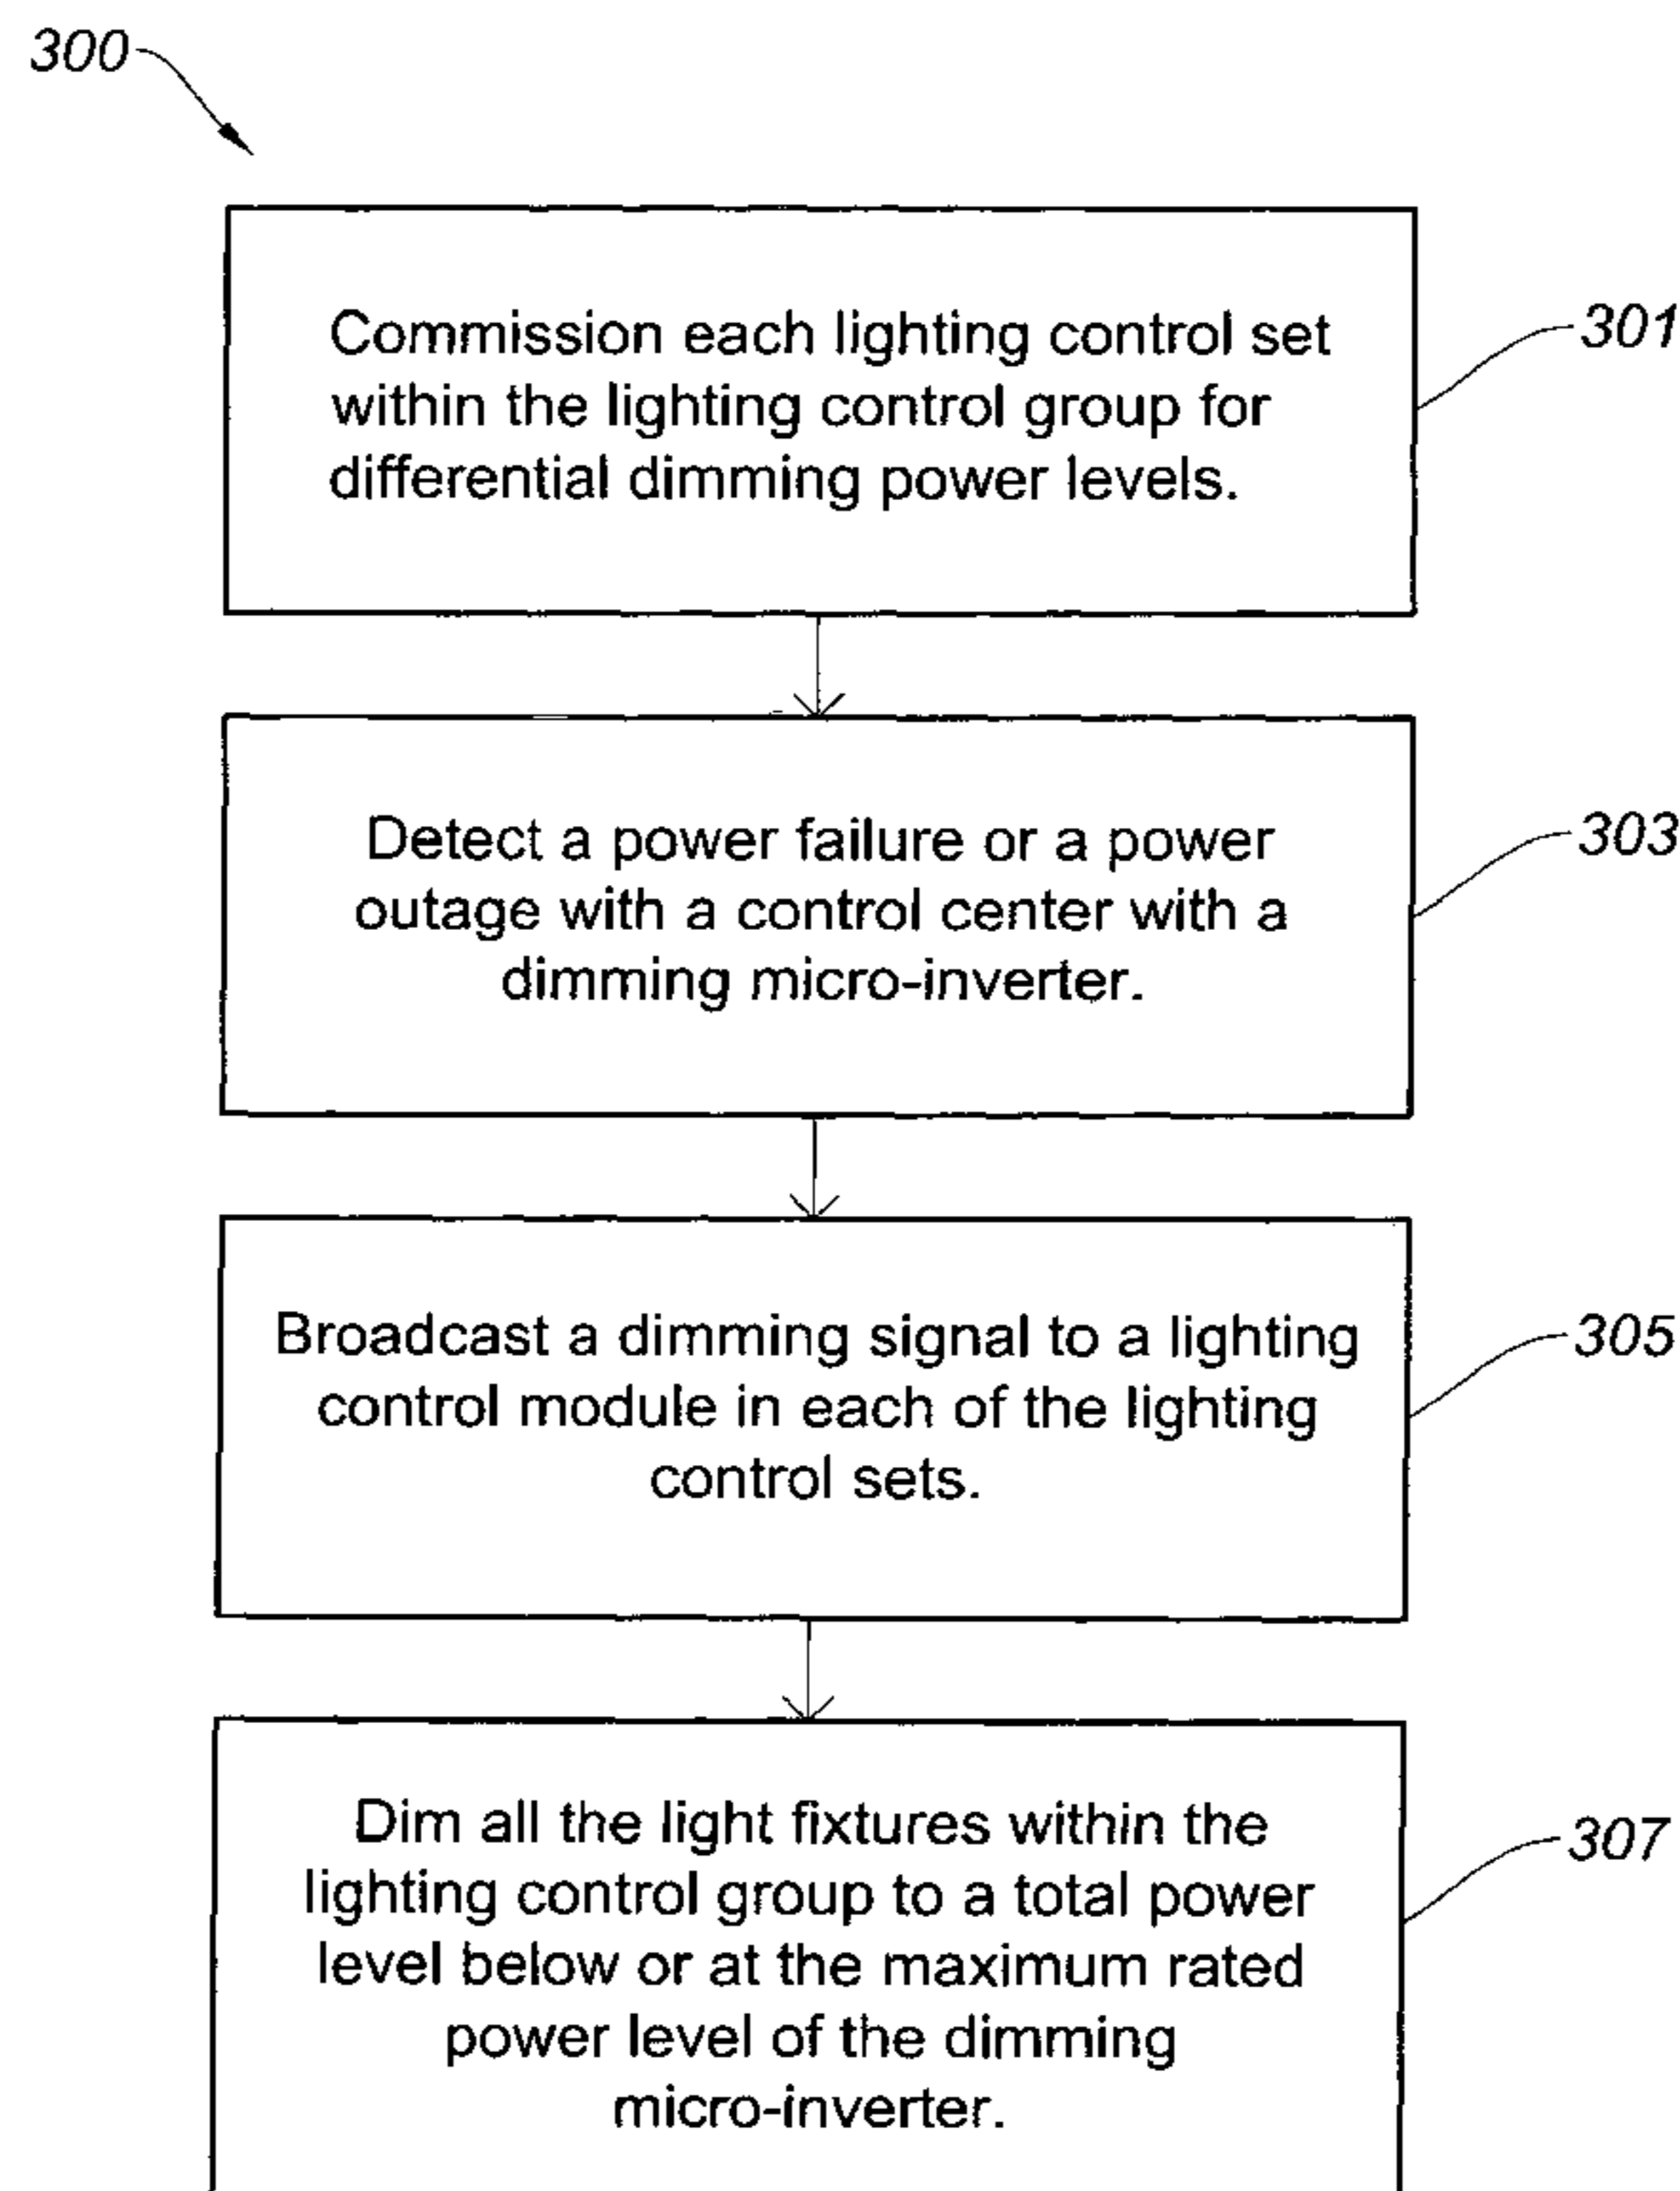 300
Commission each lighting control set
within the lighting control group for
differential dimming power levels.
301
Detect a power failure or a power
outage with a control center with a
dimming micro-inverter.
303
Broadcast a dimming signal to a lighting
control module in each of the lighting
control sets.
305
Dim all the light fixtures within the
lighting control group to a total power
level below or at the maximum rated
power level of the dimming
micro-inverter.
307